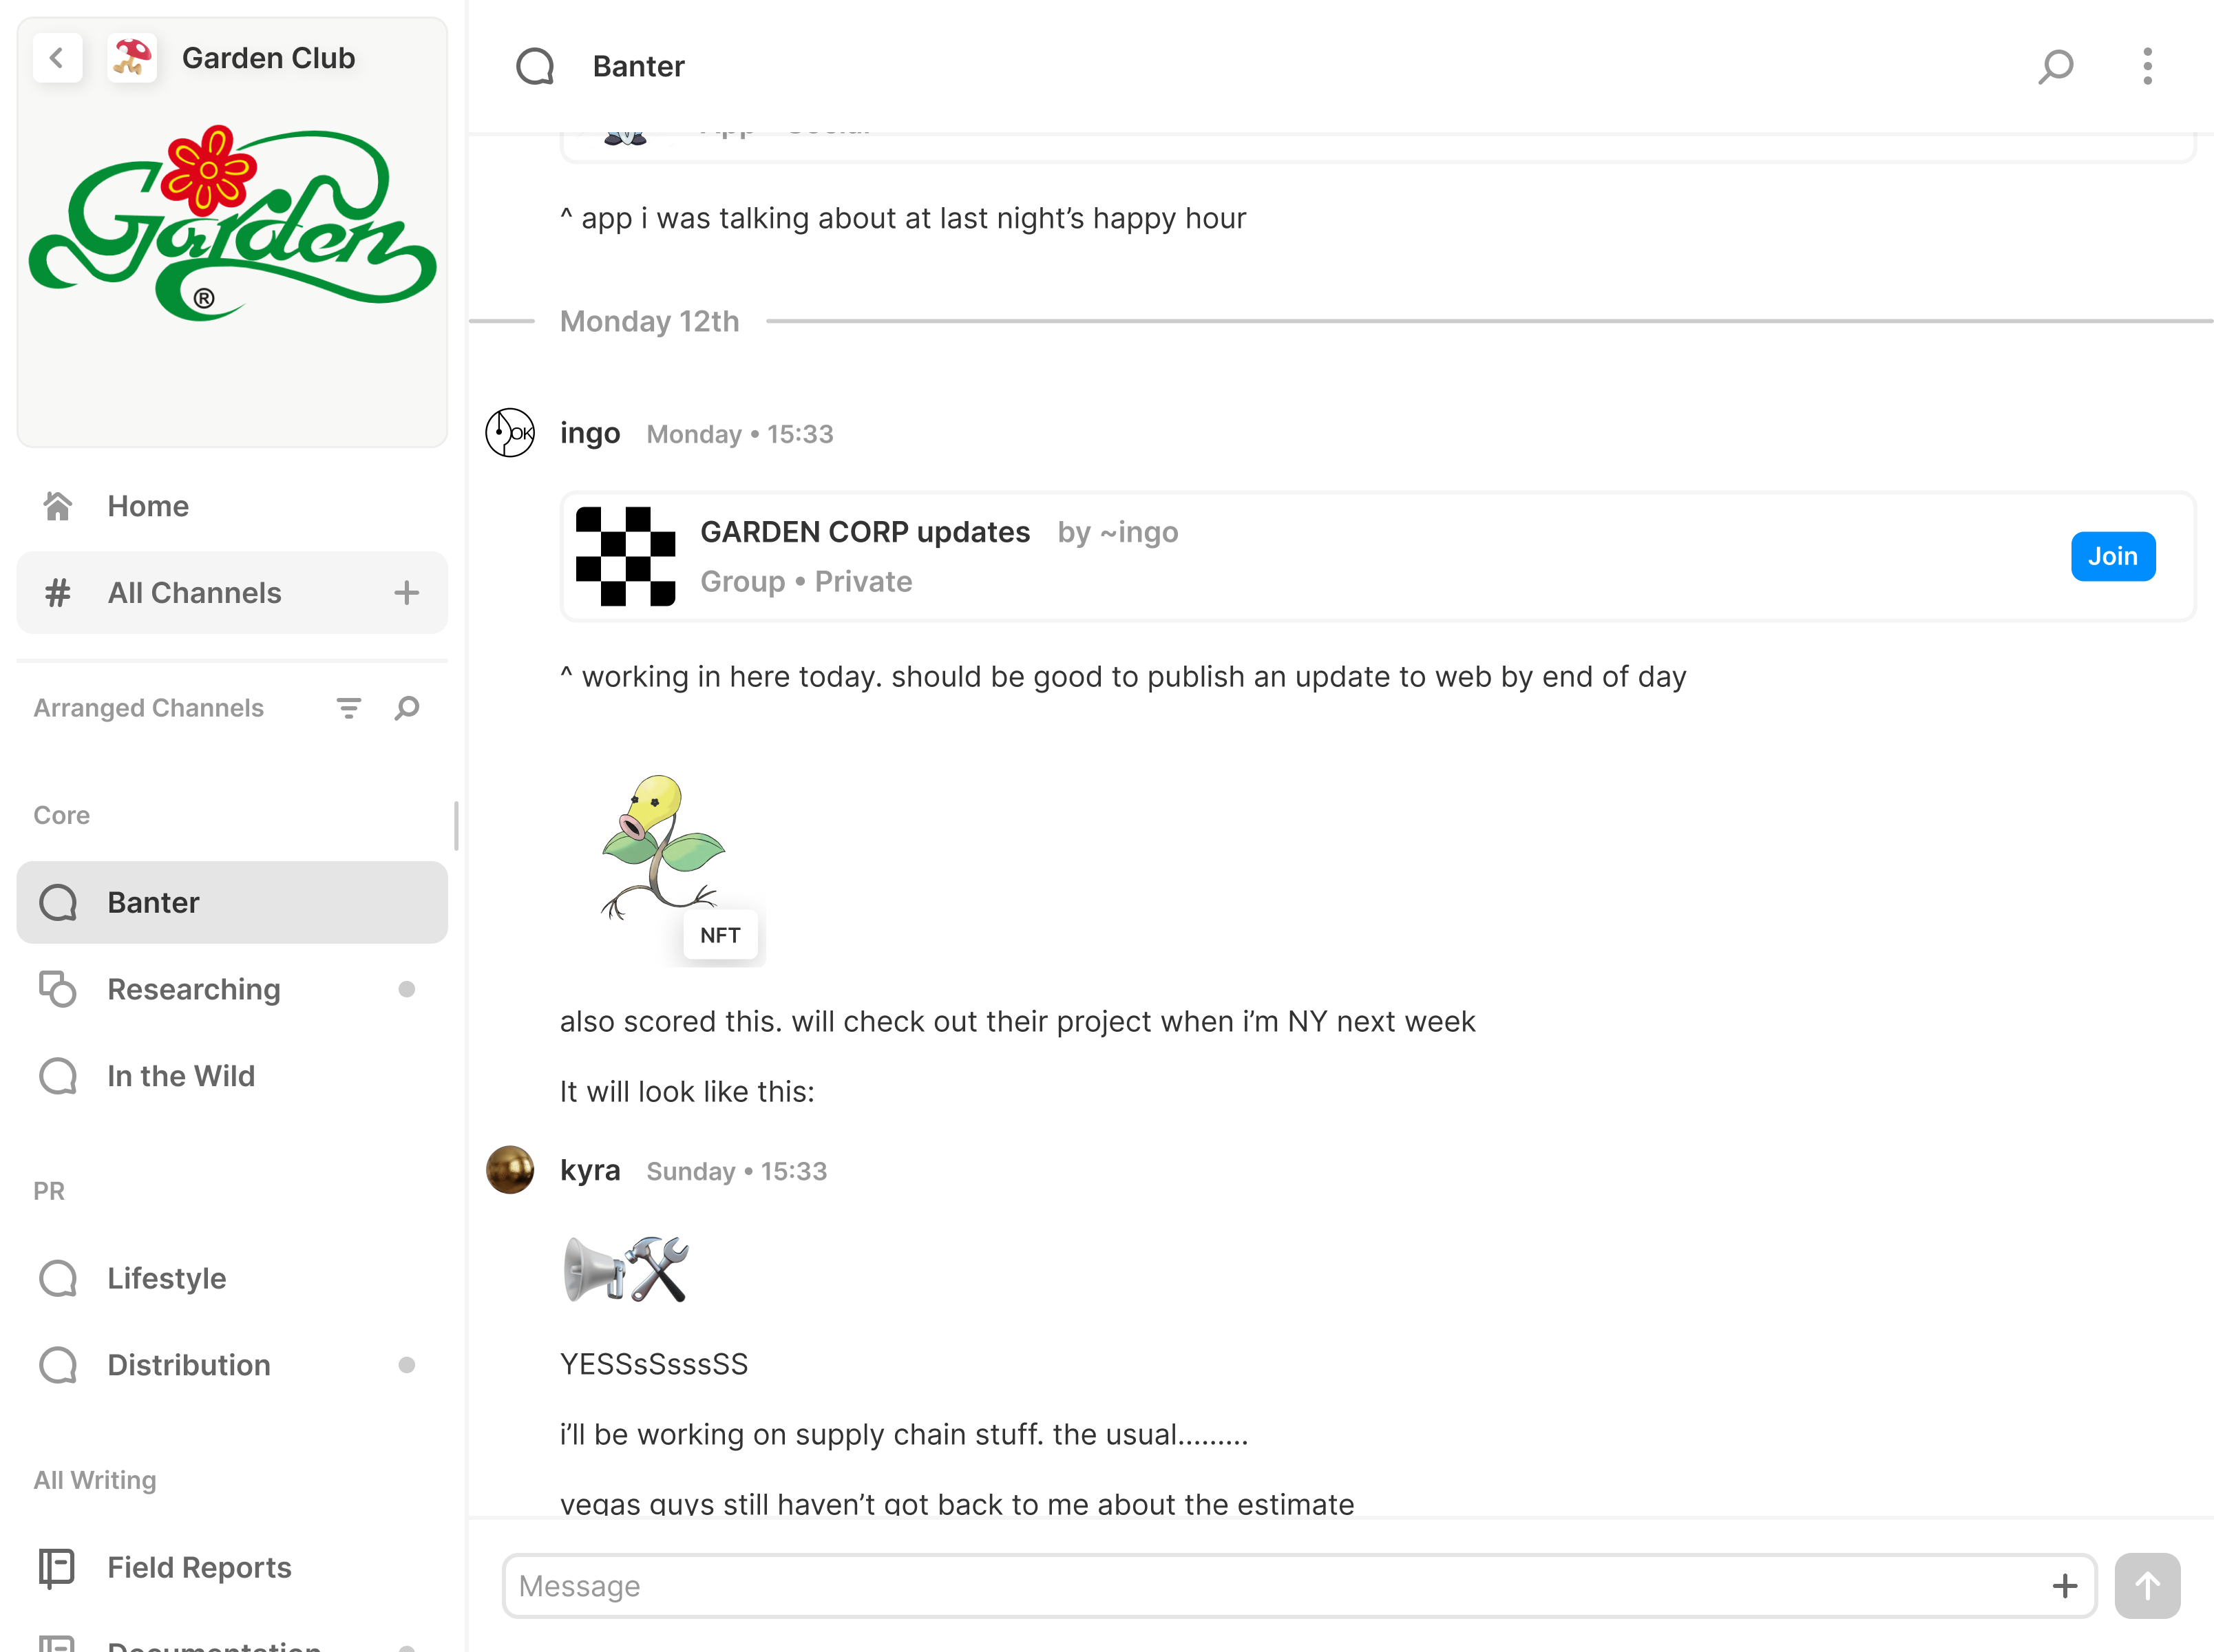 Garden Club
Garden
®
Home
# All Channels
Arranged Channels
Core
Banter
Researching
In the Wild
PR
Lifestyle
Distribution
All Writing
Field Reports
Documentation
Banter
App • Social
^ app i was talking about at last night’s happy hour
Monday 12th
OK
ingo Monday • 15:33
GARDEN CORP updates by ~ingo
Group • Private
Join
^ working in here today. should be good to publish an update to web by end of day
NFT
also scored this. will check out their project when i’m NY next week
It will look like this:
kyra Sunday • 15:33
YESSsSsssSS
i’ll be working on supply chain stuff. the usual.........
vegas guys still haven’t got back to me about the estimate
Message